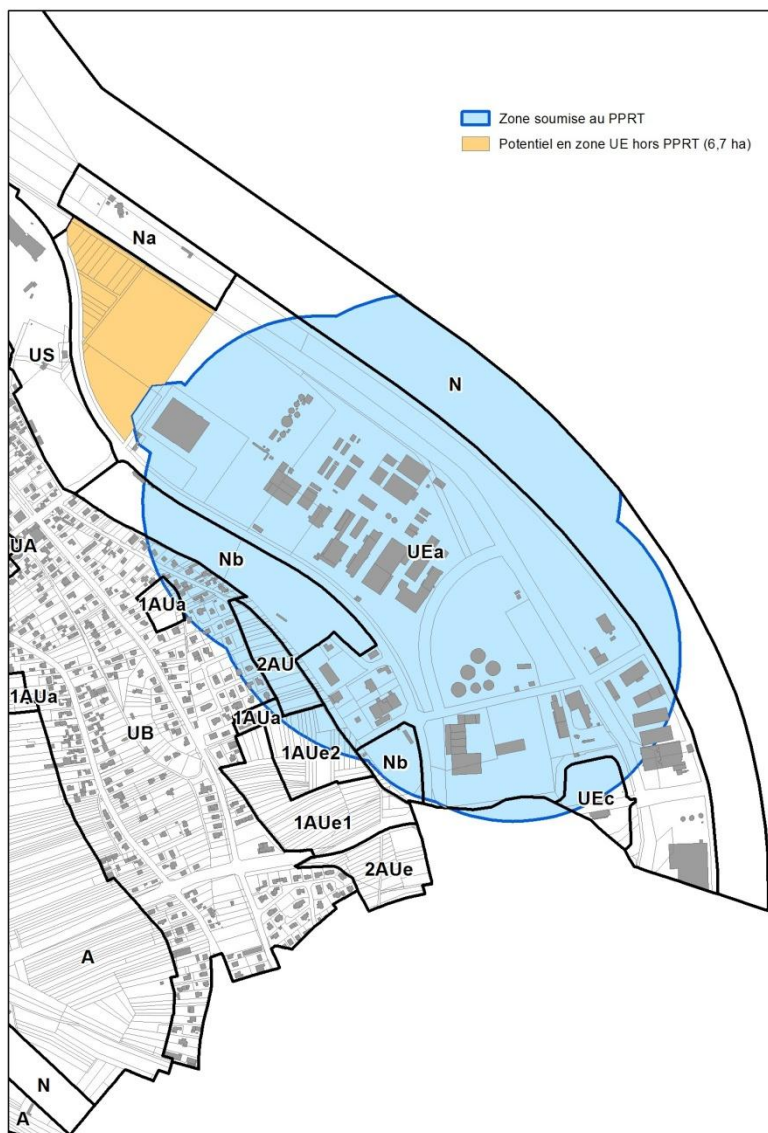 Zone soumise au PPRT
Potentiel en zone UE hors PPRT (6,7 ha)
Na
N
US
UEa
UA
Nb
1AUa
2AU
1AUa
1AUa
UB
1AUe2
Nb
UEc
1AUe1
2AUe
A
N
A